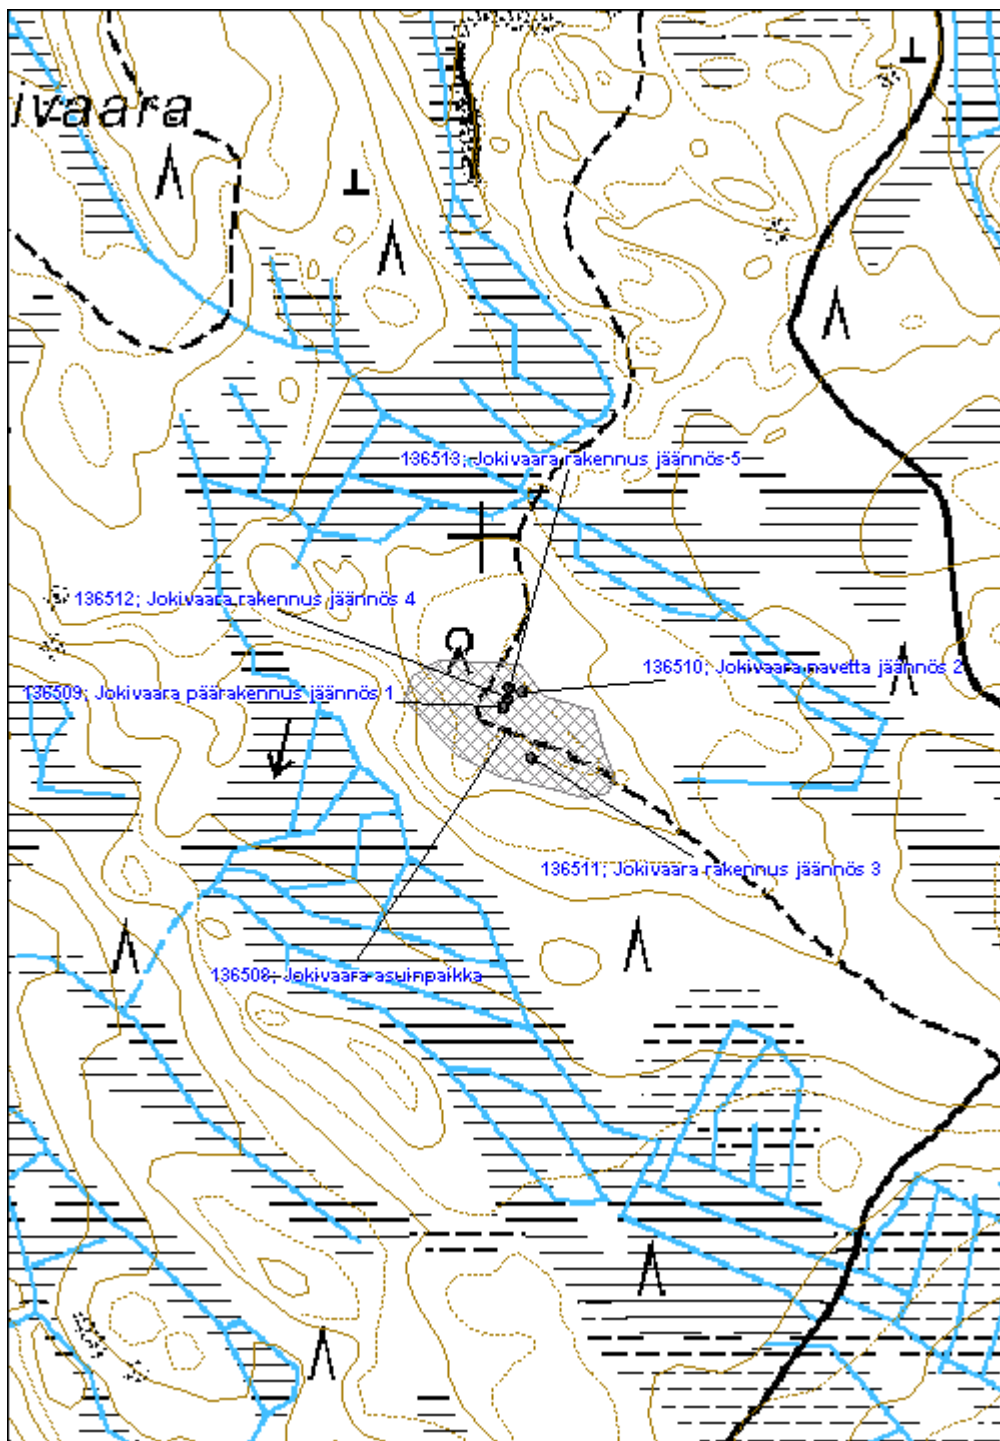 ivaara
136513; Jokivaara rakennus jäännös 5
136512; Jokivaara rakennus jäännös 4
136510; Jokivaara navetta jäännös 2
136509; Jokivaara päärakennus jäännös 1
136511; Jokivaara rakennus jäännös 3
136508; Jokivaara asuinpaikka